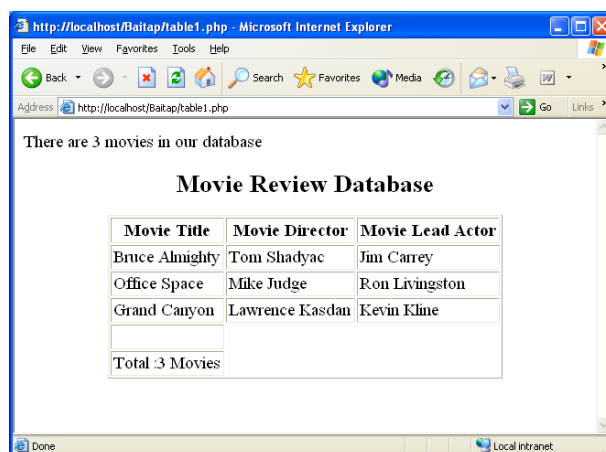 http://localhost/Baitap/table1.php - Microsoft Internet Explorer
File Edit View Favorites Tools Help
Back Search Favorites Media
Address http://localhost/Baitap/table1.php Go Links
There are 3 movies in our database
Movie Review Database
Movie Title Movie Director Movie Lead Actor
Bruce Almighty Tom Shadyac Jim Carrey
Office Space Mike Judge Ron Livingston
Grand Canyon Lawrence Kasdan Kevin Kline
Total :3 Movies
Done Local intranet